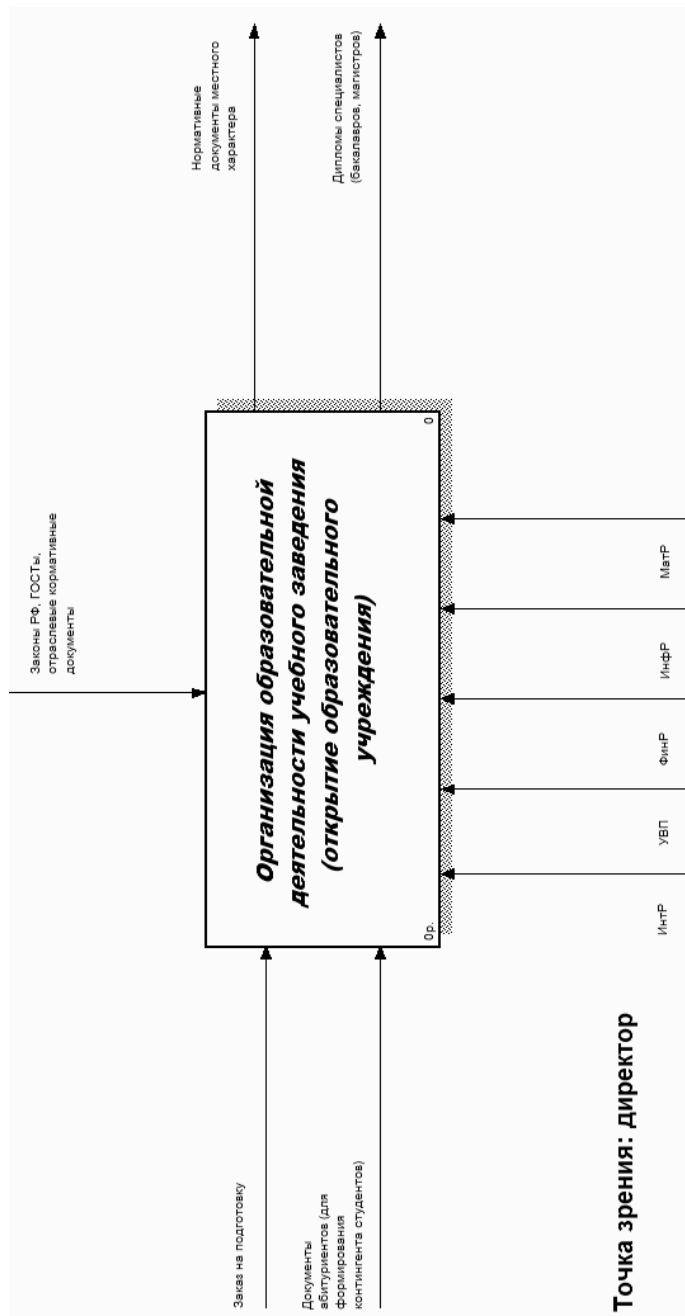 Законы РФ, ГОСТы,
отраслевые кормативные
документы
Заказ на подготовку
Документы
абитуриентов (для
формирования
контингента студентов)
Организация образовательной
деятельности учебного заведения
(открытие образовательного
учреждения)
0р.
0
Нормативные
документы местного
характера
Дипломы специалистов
(бакалавров, магистров)
ИнтР
УВП
ФинР
ИнфР
МатР
Точка зрения: директор